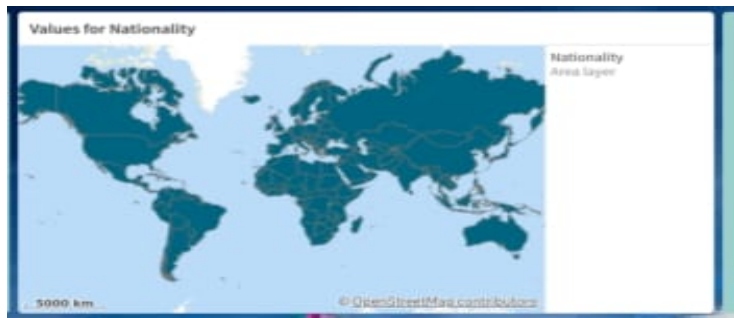 Values for Nationality
Nationality
Area layer
5000 km
© OpenStreetMap contributors